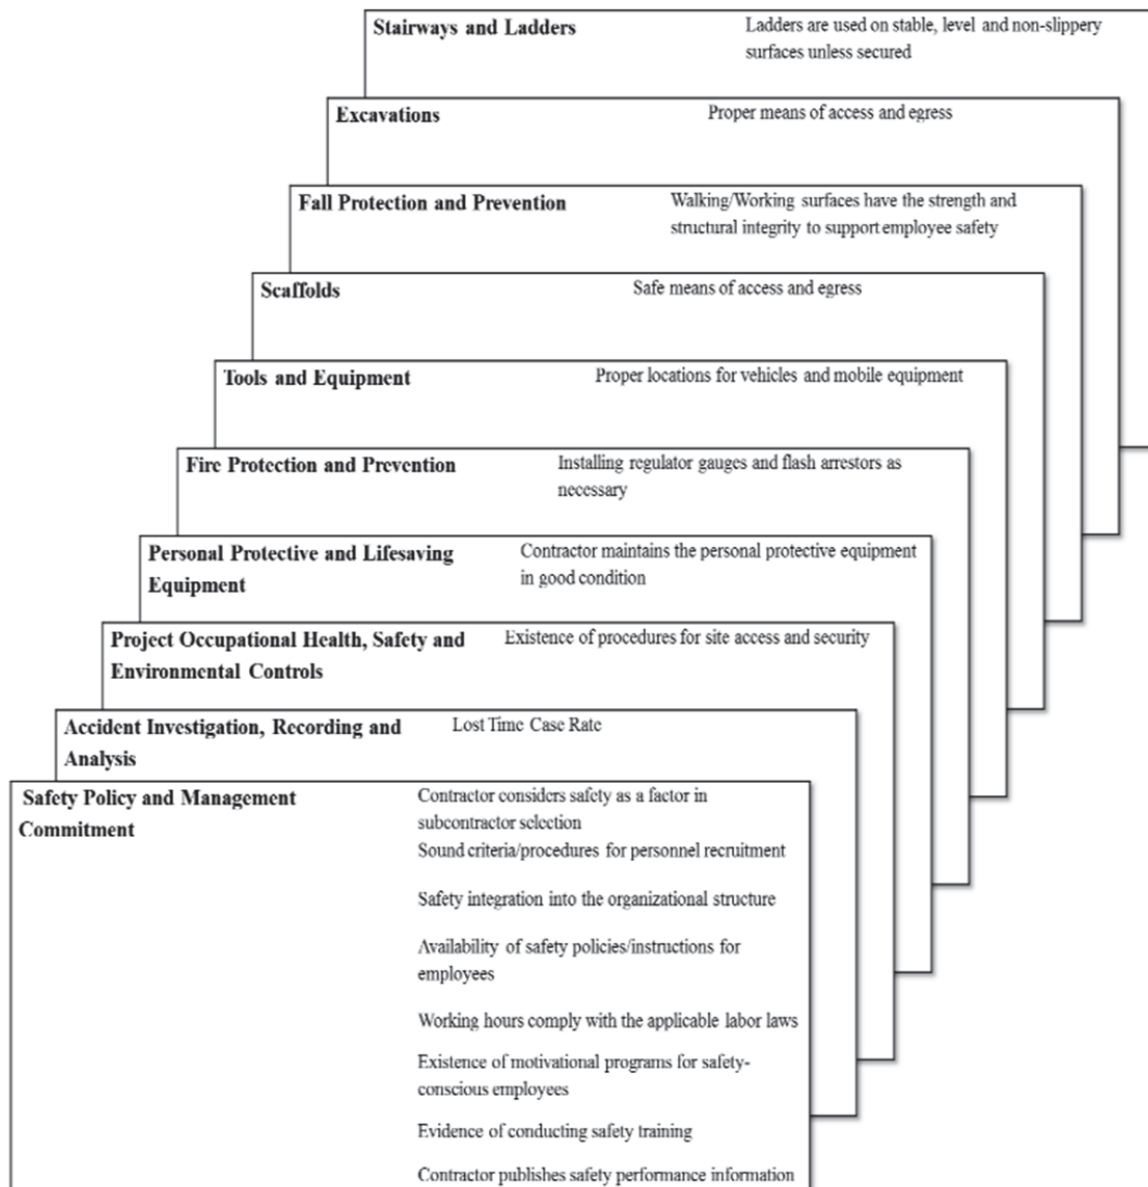 Stairways and Ladders
Ladders are used on stable, level and non-slippery
surfaces unless secured
Excavations
Proper means of access and egress
Fall Protection and Prevention
Walking/Working surfaces have the strength and
structural integrity to support employee safety
Scaffolds
Safe means of access and egress
Tools and Equipment
Proper locations for vehicles and mobile equipment
Fire Protection and Prevention
Installing regulator gauges and flash arrestors as
necessary
Personal Protective and Lifesaving
Equipment
Contractor maintains the personal protective equipment
in good condition
Project Occupational Health, Safety and
Environmental Controls
Existence of procedures for site access and security
Accident Investigation, Recording and
Analysis
Lost Time Case Rate
Safety Policy and Management
Commitment
Contractor considers safety as a factor in
subcontractor selection
Sound criteria/procedures for personnel recruitment
Safety integration into the organizational structure
Availability of safety policies/instructions for
employees
Working hours comply with the applicable labor laws
Existence of motivational programs for safety-
conscious employees
Evidence of conducting safety training
Contractor publishes safety performance information